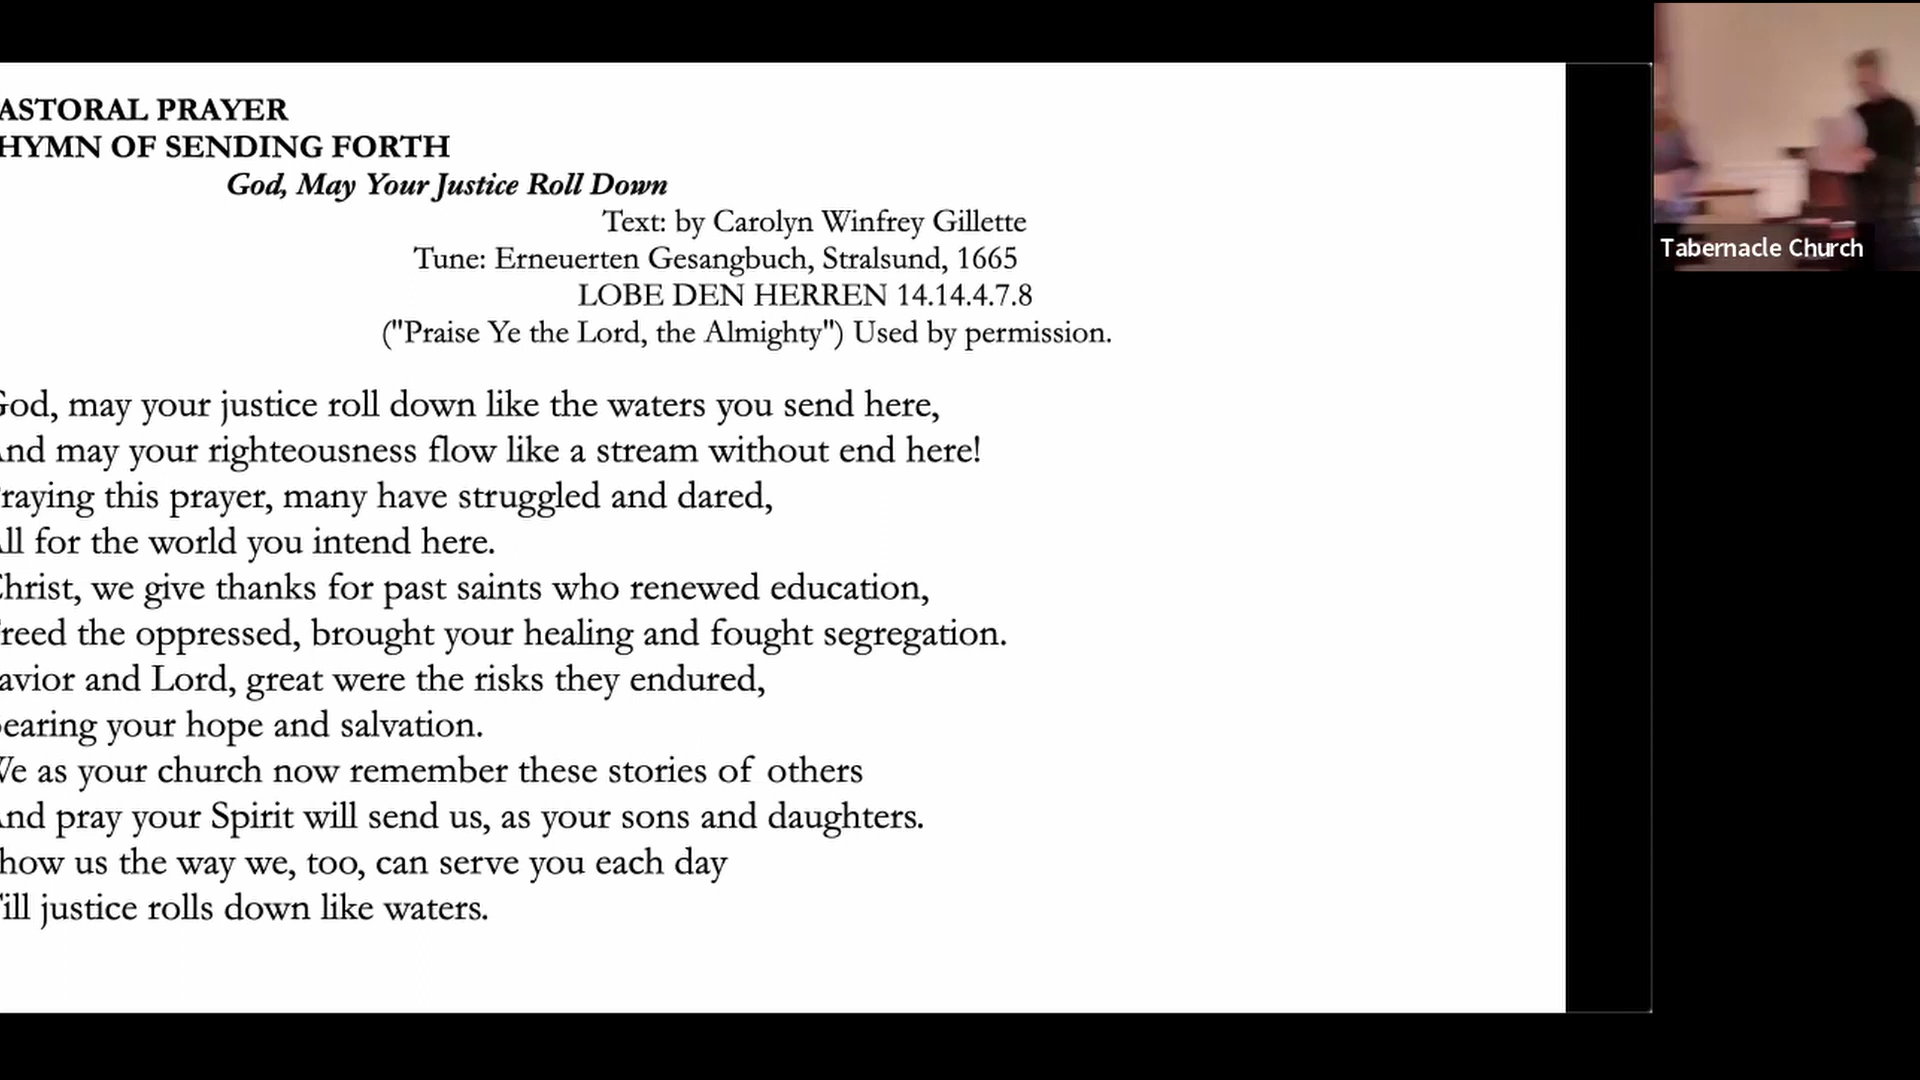 ASTORAL PRAYER
HYMN OF SENDING FORTH
God, May Your Justice Roll Down
Text: by Carolyn Winfrey Gillette
Tune: Erneuerten Gesangbuch, Stralsund, 1665
LOBE DEN HERREN 14.14.4.7.8
("Praise Ye the Lord, the Almighty") Used by permission.
God, may your justice roll down like the waters you send here,
And may your righteousness flow like a stream without end here!
raying this prayer, many have struggled and dared,
All for the world you intend here.
Christ, we give thanks for past saints who renewed education,
reed the oppressed, brought your healing and fought segregation.
avior and Lord, great were the risks they endured,
Bearing your hope and salvation.
We as your church now remember these stories of others
And pray your Spirit will send us, as your sons and daughters.
how us the way we, too, can serve you each day
Till justice rolls down like waters.
Tabernacle Church